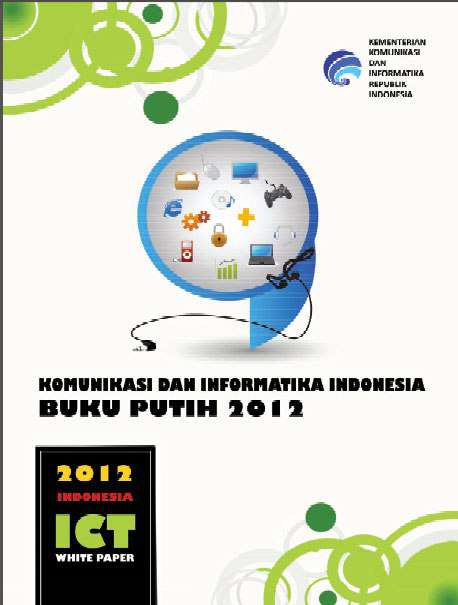 KEMENTERIAN
KOMUNIKASI
DAN
INFORMATIKA
REPUBLIK
INDONESIA
KOMUNIKASI DAN INFORMATIKA INDONESIA
BUKU PUTIH 2012
2012
INDONESIA
ICT
WHITE PAPER